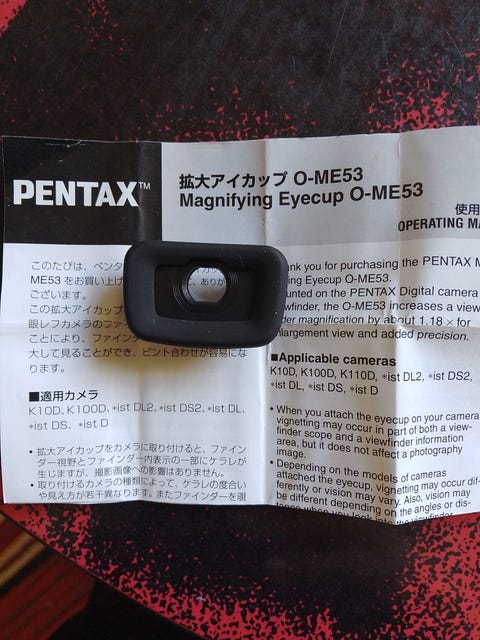 PENTAX™
拡大アイカップ O-ME53
Magnifying Eyecup O-ME53
使用
OPERATING MA
このたびは、ペンタ
ME53 をお買い上げ て、ありが
ございます。
この拡大アイカップ
眼レフカメラのファイ
ことにより、ファイン
大して見ることができ、ピント合わせが容易にな
ります。
■適用カメラ
K10D、K100D、*ist DL2、*ist DS2、*ist DL、
*ist DS、*ist D
• 拡大アイカップをカメラに取り付けると、ファイン
ダー視野とファインダー内表示の一部にケラレが
生じますが、撮影画像への影響はありません。
• 取り付けるカメラの種類によって、ケラレの度合い
や見え方が若干異なります。またファインダーを覗
ank you for purchasing the PENTAX M
ing Eyecup O-ME53.
unted on the PENTAX Digital camera
ewfinder, the O-ME53 increases a view
der magnification by about 1.18 × for
enlargement view and added precision.
■Applicable cameras
K10D, K100D, K110D, *ist DL2, *ist DS2,
*ist DL, *ist DS, *ist D
• When you attach the eyecup on your camera
vignetting may occur in part of both a view-
finder scope and a viewfinder information
area, but it does not affect a photography
image.
• Depending on the models of cameras
attached the eyecup, vignetting may occur dif-
ferently or vision may vary. Also, vision may
be different depending on the angles or dis-
tance when you look into the viewfinder